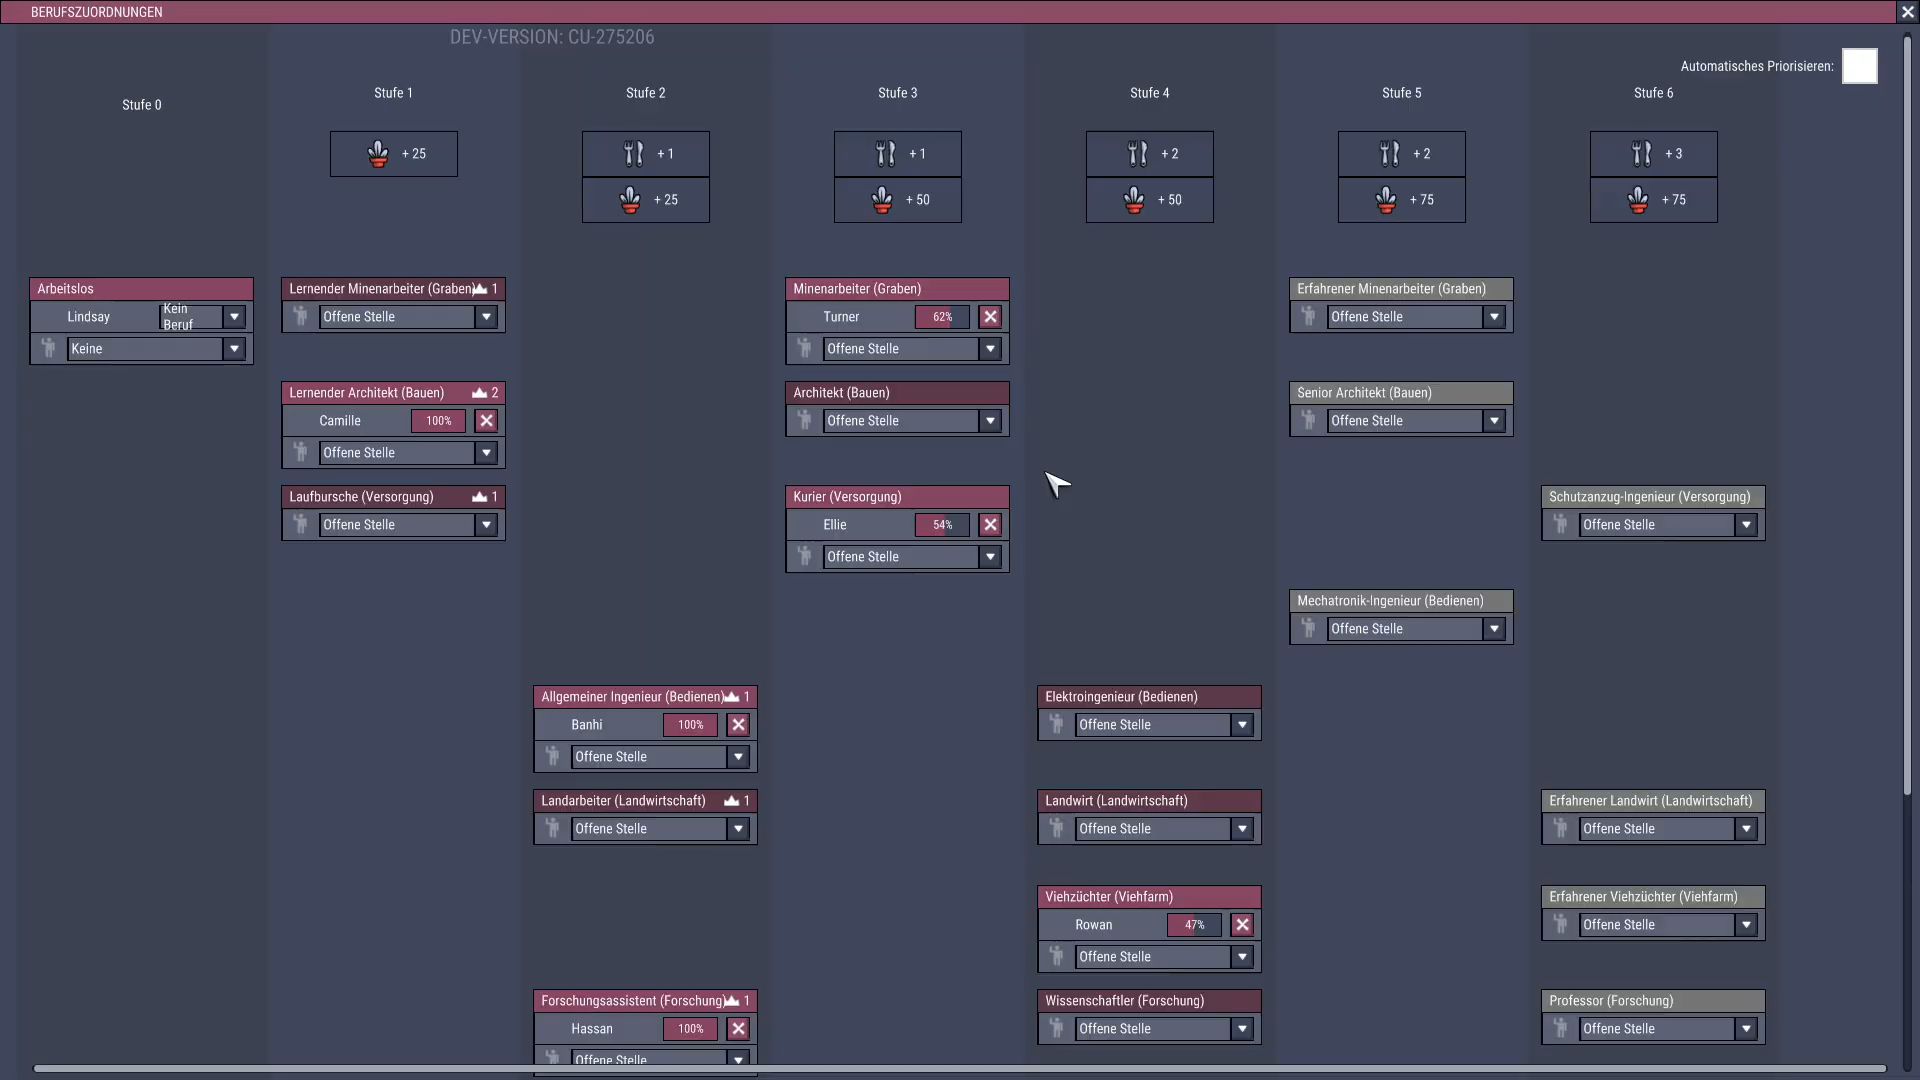 BERUFSZUORDNUNGEN
DEV-VERSION: CU-275206
Automatisches Priorisieren:
Stufe 0
Stufe 1
Stufe 2
Stufe 3
Stufe 4
Stufe 5
Stufe 6
+ 25
+ 1
+ 1
+ 2
+ 2
+ 3
+ 25
+ 50
+ 50
+ 75
+ 75
Arbeitslos
Lindsay
Kein
Beruf
Keine
Lernender Minenarbeiter (Graben) 1
Offene Stelle
Minenarbeiter (Graben)
Turner 62%
Offene Stelle
Erfahrener Minenarbeiter (Graben)
Offene Stelle
Lernender Architekt (Bauen) 2
Camille 100%
Offene Stelle
Architekt (Bauen)
Offene Stelle
Senior Architekt (Bauen)
Offene Stelle
Laufbursche (Versorgung) 1
Offene Stelle
Kurier (Versorgung)
Ellie 54%
Offene Stelle
Schutzanzug-Ingenieur (Versorgung)
Offene Stelle
Mechatronik-Ingenieur (Bedienen)
Offene Stelle
Allgemeiner Ingenieur (Bedienen) 1
Banhi 100%
Offene Stelle
Elektroingenieur (Bedienen)
Offene Stelle
Landarbeiter (Landwirtschaft) 1
Offene Stelle
Landwirt (Landwirtschaft)
Offene Stelle
Erfahrener Landwirt (Landwirtschaft)
Offene Stelle
Viehzüchter (Viehfarm)
Rowan 47%
Offene Stelle
Erfahrener Viehzüchter (Viehfarm)
Offene Stelle
Forschungsassistent (Forschung) 1
Hassan 100%
Offene Stelle
Wissenschaftler (Forschung)
Offene Stelle
Professor (Forschung)
Offene Stelle